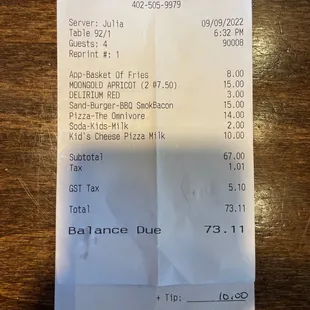 402-505-9979
Server: Julia 09/09/2022
Table 92/1 6:32 PM
Guests: 4 90008
Reprint #: 1
App-Basket Of Fries 8.00
MOONGOLD APRICOT (2 @7.50) 15.00
DELIRIUM RED 3.00
Sand-Burger-BBQ SmokBacon 15.00
Pizza-The Omnivore 14.00
Soda-Kids-Milk 2.00
Kid's Cheese Pizza Milk 10.00
Subtotal 67.00
Tax 1.01
GST Tax 5.10
Total 73.11
Balance Due 73.11
+ Tip: 10.00